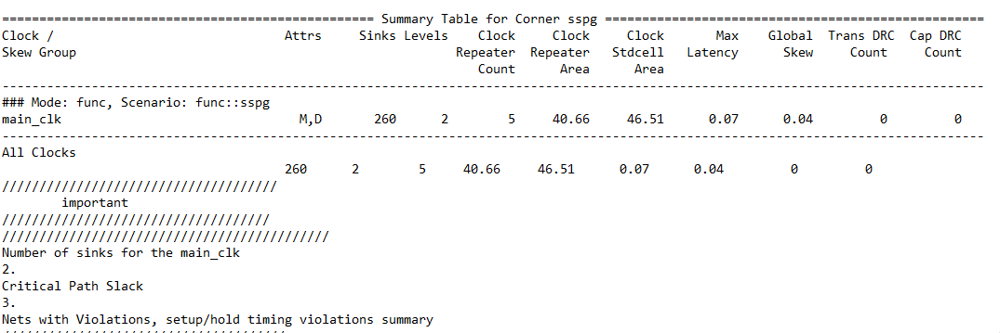 ================================================== Summary Table for Corner sspg ===================================================
Clock / Attrs Sinks Levels Clock Clock Clock Max Global Trans DRC Cap DRC
Skew Group Repeater Repeater Stdcell Latency Skew Count Count
Count Area Area
------------------------------------------------------------------------------------------------------------------------------------
### Mode: func, Scenario: func::sspg
main_clk M,D 260 2 5 40.66 46.51 0.07 0.04 0 0
------------------------------------------------------------------------------------------------------------------------------------
All Clocks
260 2 5 40.66 46.51 0.07 0.04 0 0
/////////////////////////////////////
important
////////////////////////////////////
////////////////////////////////////////////
Number of sinks for the main_clk
2.
Critical Path Slack
3.
Nets with Violations, setup/hold timing violations summary